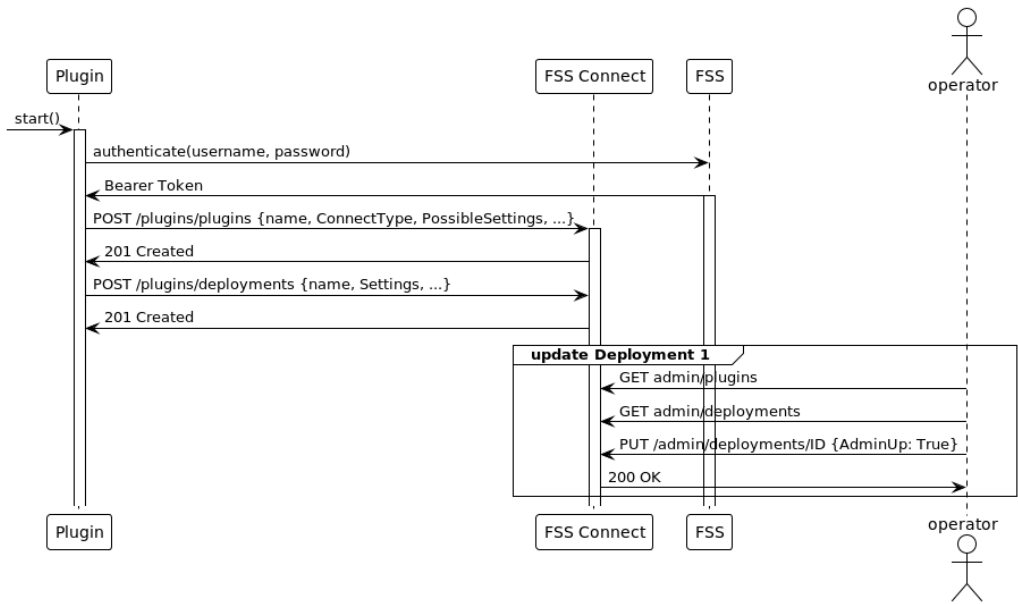 operator
Plugin
FSS Connect
FSS
start()
authenticate(username, password)
Bearer Token
POST /plugins/plugins {name, ConnectType, PossibleSettings, ...}
201 Created
POST /plugins/deployments {name, Settings, ...}
201 Created
update Deployment 1
GET admin/plugins
GET admin/deployments
PUT /admin/deployments/ID {AdminUp: True}
200 OK
Plugin
FSS Connect
FSS
operator